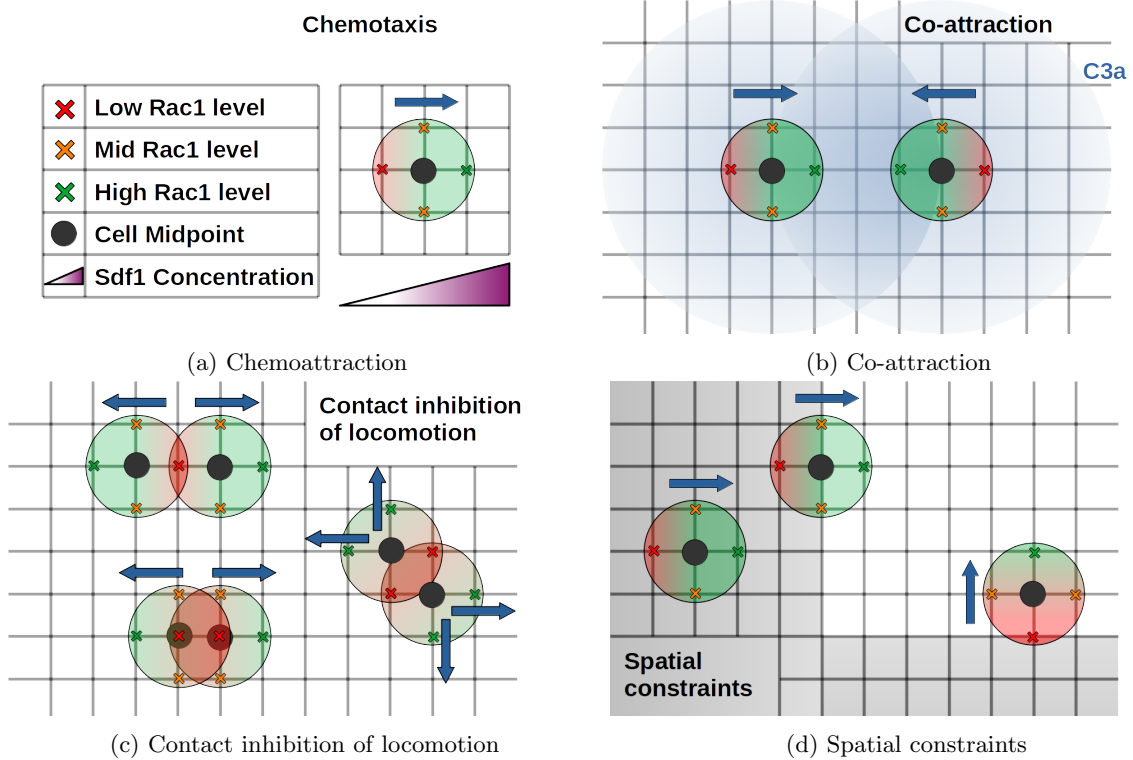 Chemotaxis
Low Rac1 level
Mid Rac1 level
High Rac1 level
Cell Midpoint
Sdf1 Concentration
(a) Chemoattraction
Co-attraction
C3a
(b) Co-attraction
Contact inhibition
of locomotion
(c) Contact inhibition of locomotion
Spatial
constraints
(d) Spatial constraints